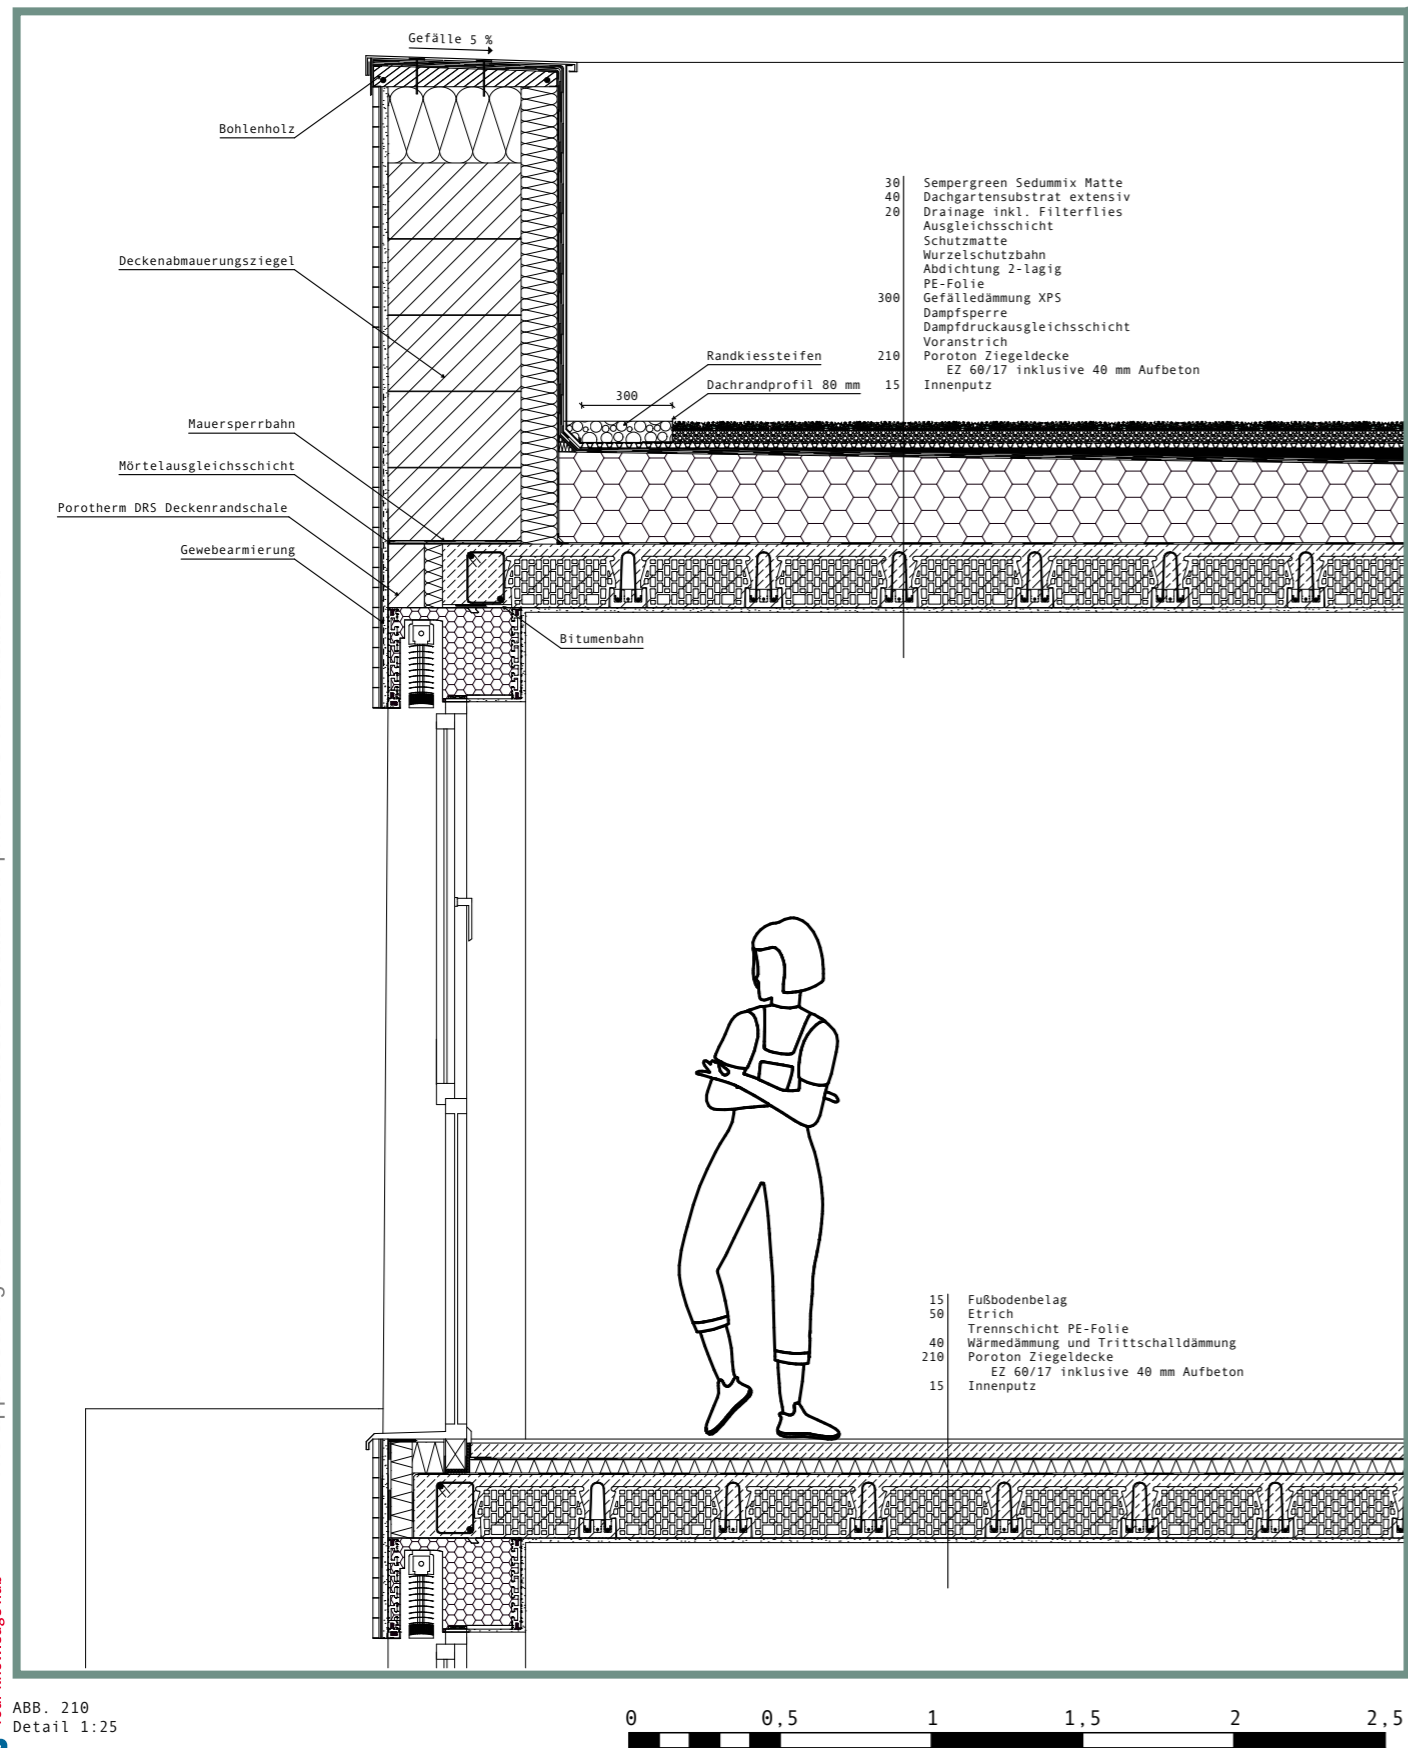 Gefälle 5 %
Bohlenholz
30 Sempergreen Sedummix Matte
40 Dachgartensubstrat extensiv
20 Drainage inkl. Filterflies
Ausgleichsschicht
Schutzmatte
Wurzelschutzbahn
Abdichtung 2-lagig
PE-Folie
300 Gefälledämmung XPS
Dampfsperre
Dampfdruckausgleichsschicht
Voranstrich
210 Poroton Ziegeldecke
EZ 60/17 inklusive 40 mm Aufbeton
15 Innenputz
Deckenabmauerungsziegel
Randkiessteifen
Dachrandprofil 80 mm
300
Mauersperrbahn
Mörtelausgleichsschicht
Porotherm DRS Deckenrandschale
Gewebearmierung
Bitumenbahn
15 Fußbodenbelag
50 Etrich
Trennschicht PE-Folie
40 Wärmedämmung und Trittschalldämmung
210 Poroton Ziegeldecke
EZ 60/17 inklusive 40 mm Aufbeton
15 Innenputz
ABB. 210
Detail 1:25
0 0,5 1 1,5 2 2,5